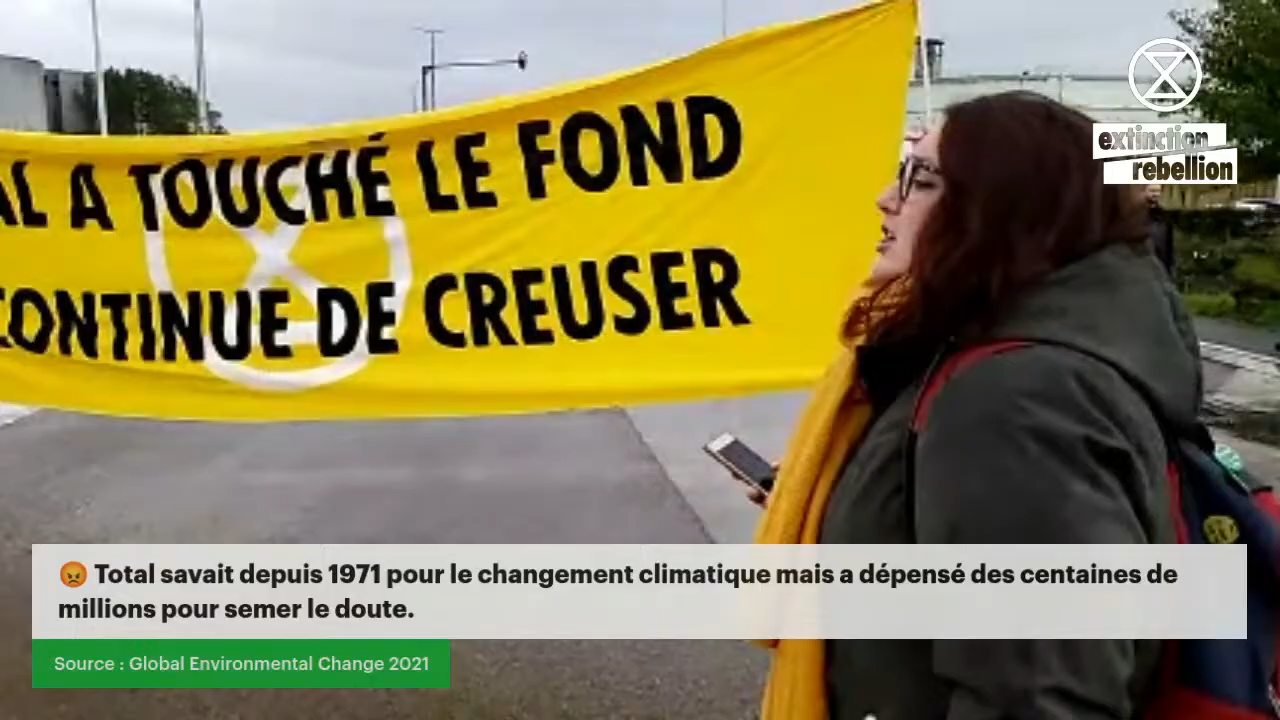 AL A TOUCHÉ LE FOND
CONTINUE DE CREUSER
extinction
rebellion
😡 Total savait depuis 1971 pour le changement climatique mais a dépensé des centaines de
millions pour semer le doute.
Source : Global Environmental Change 2021